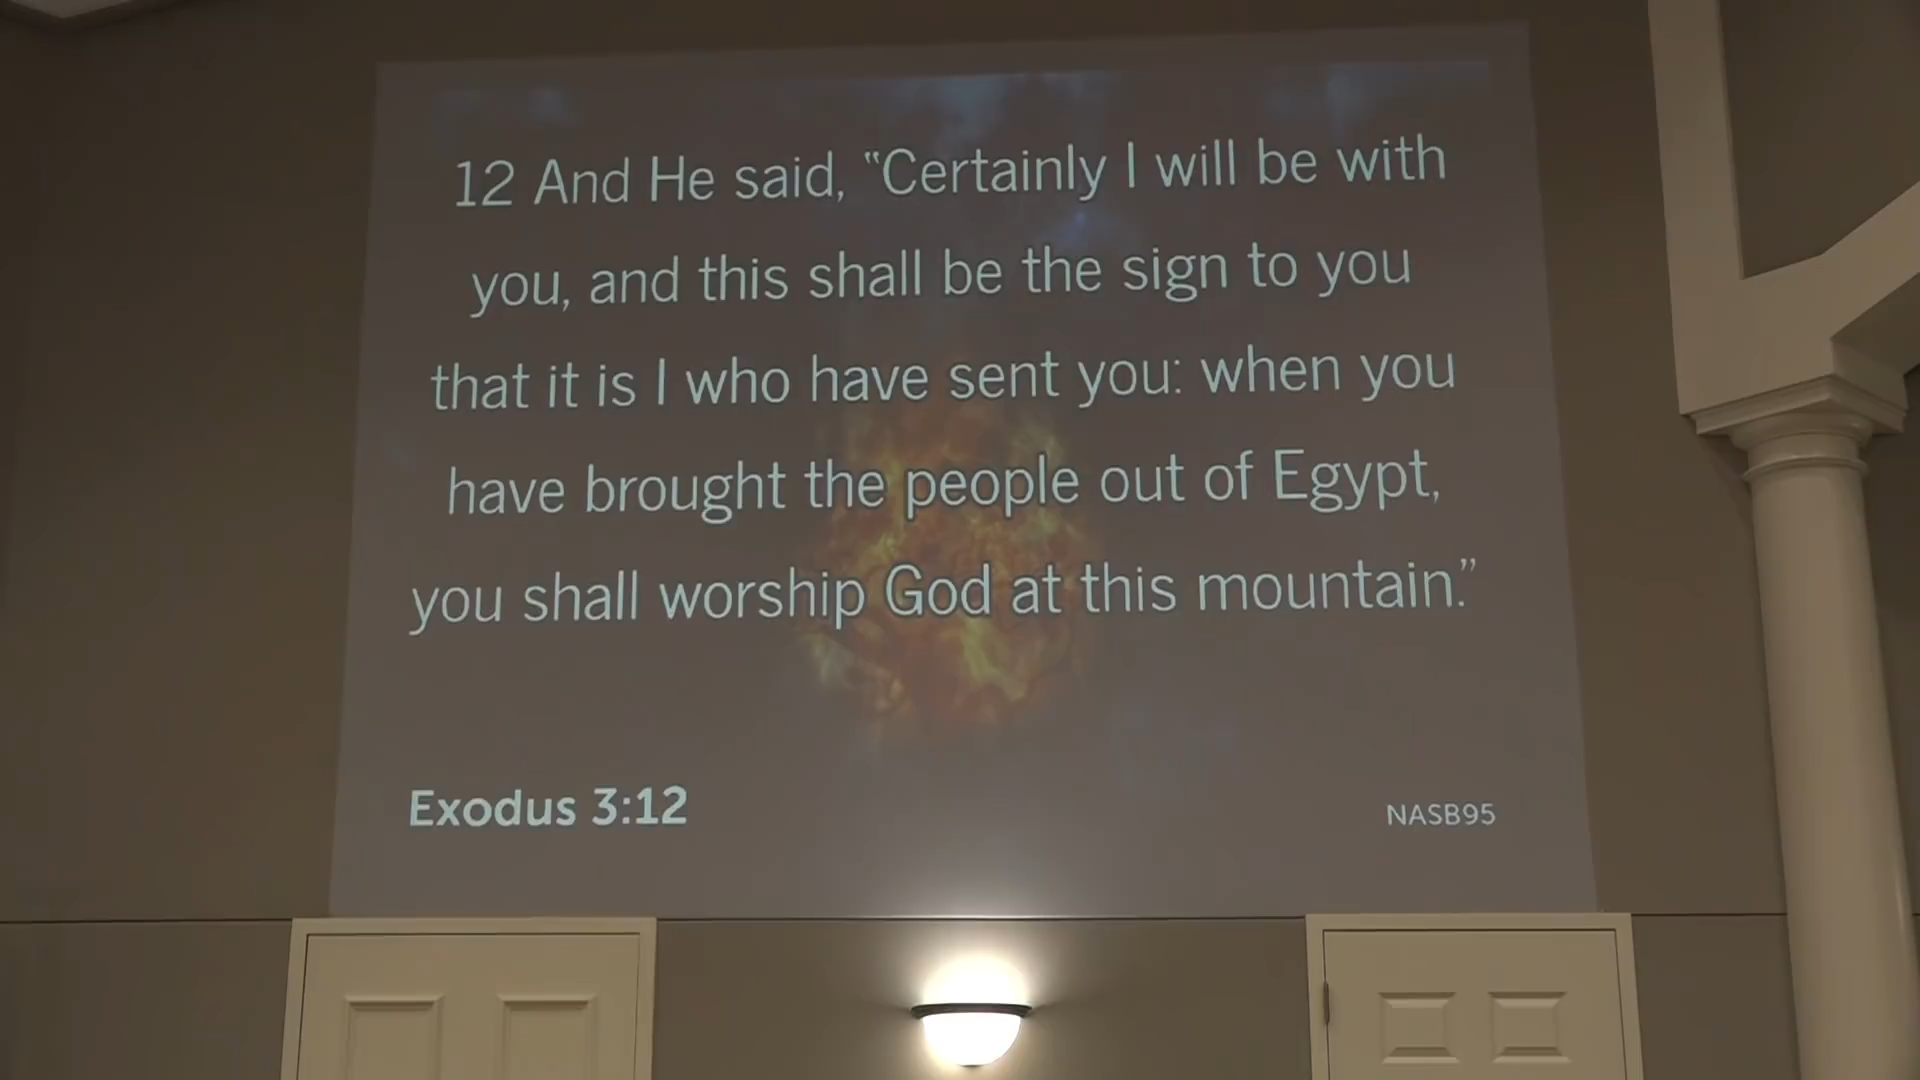 12 And He said, “Certainly I will be with
you, and this shall be the sign to you
that it is I who have sent you: when you
have brought the people out of Egypt,
you shall worship God at this mountain.”
Exodus 3:12
NASB95